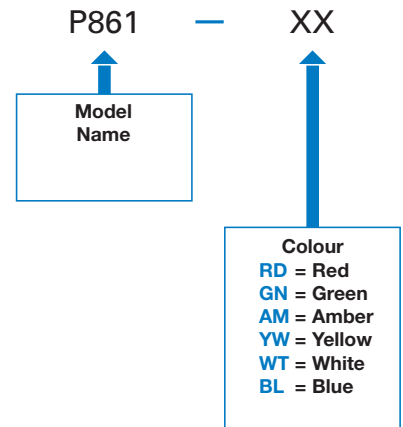 P861 – XX
Model
Name
Colour
RD = Red
GN = Green
AM = Amber
YW = Yellow
WT = White
BL = Blue